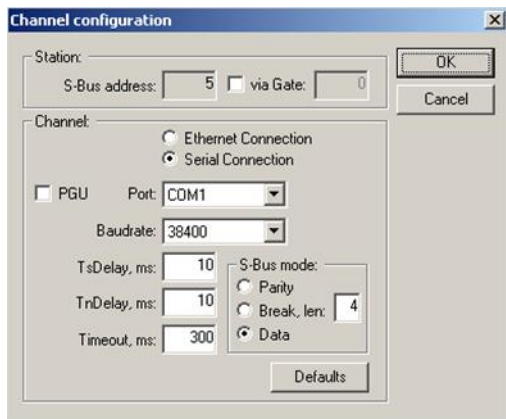 Channel configuration
Station:
OK
S-Bus address: 5 via Gate: 0
Cancel
Channel:
Ethernet Connection
Serial Connection
PGU Port: COM1
Baudrate: 38400
TsDelay, ms: 10 S-Bus mode:
Parity
TnDelay, ms: 10 Break, len: 4
Timeout, ms: 300 Data
Defaults